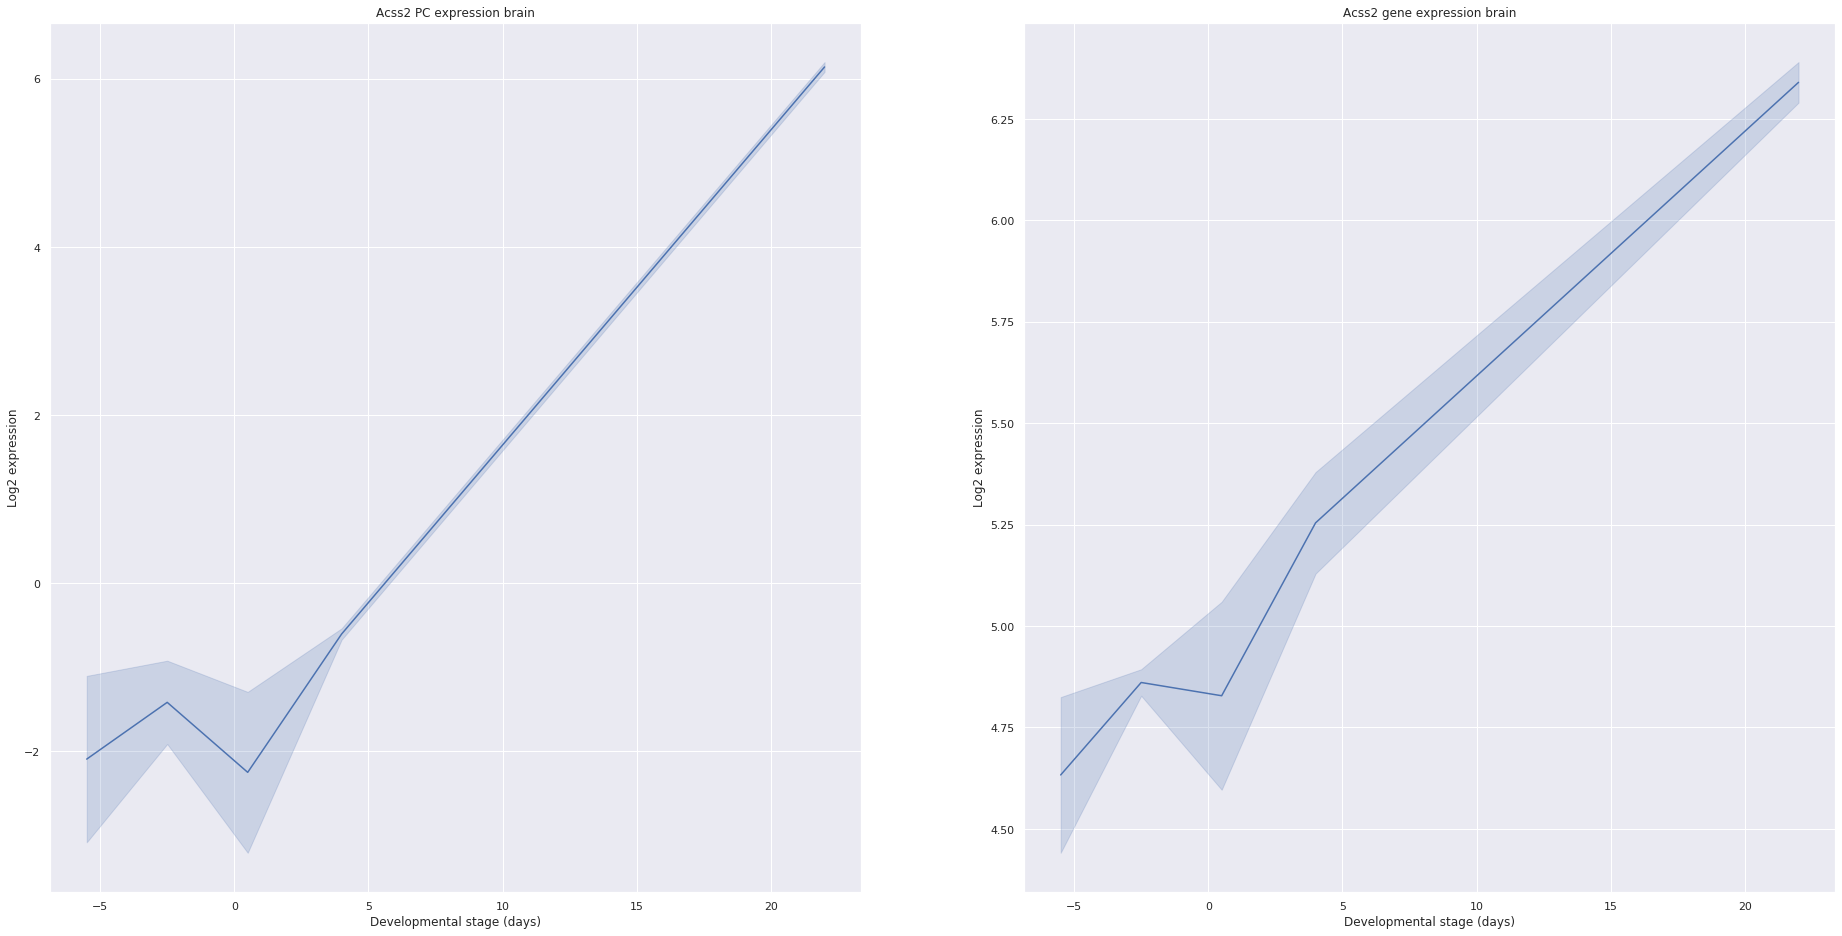 Acss2 PC expression brain
6
4
2
0
−2
Log2 expression
−5 0 5 10 15 20
Developmental stage (days)
Acss2 gene expression brain
6.25
6.00
5.75
5.50
5.25
5.00
4.75
4.50
Log2 expression
−5 0 5 10 15 20
Developmental stage (days)